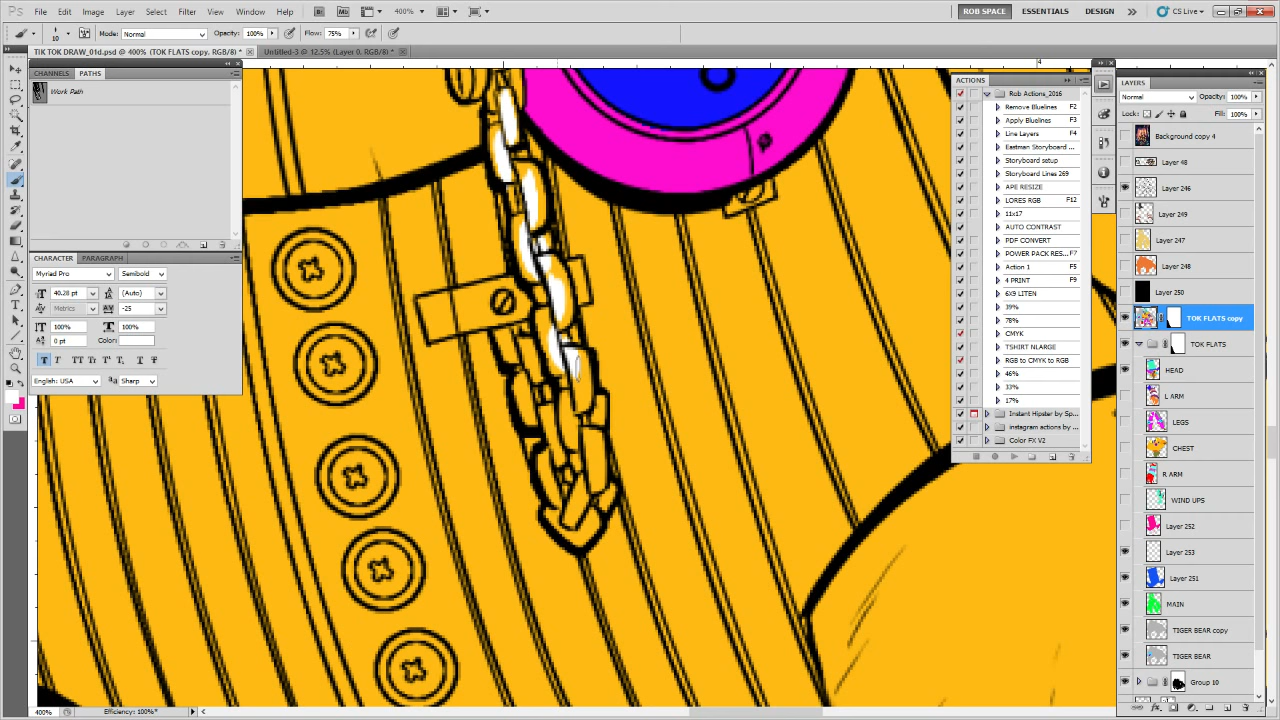 Ps File Edit Image Layer Select Filter View Window Help Br Mb 400% ROB SPACE ESSENTIALS DESIGN CS Live
10 Mode: Normal Opacity: 100% Flow: 75%
TIK TOK DRAW_01d.psd @ 400% (TOK FLATS copy, RGB/8) * Untitled-3 @ 12.5% (Layer 0, RGB/8) *
CHANNELS PATHS
Work Path
CHARACTER PARAGRAPH
Myriad Pro Semibold
40.28 pt (Auto)
Metrics -25
100% 100%
0 pt Color:
English: USA Sharp
4
ACTIONS
Rob Actions_2016
Remove Bluelines F2
Apply Bluelines F3
Line Layers F4
Eastman Storyboard ...
Storyboard setup
Storyboard Lines 269
APE RESIZE
LORES RGB F12
11x17
AUTO CONTRAST
PDF CONVERT
POWER PACK RES... F7
Action 1 F5
4 PRINT F9
6X9 LITEN
39%
78%
CMYK
TSHIRT NLARGE
RGB to CMYK to RGB
46%
33%
17%
Instant Hipster by Sp...
instagram actions by ...
Color FX V2
LAYERS
Normal Opacity: 100%
Lock: Fill: 100%
Background copy 4
Layer 48
Layer 246
Layer 249
Layer 247
Layer 248
Layer 250
TOK FLATS copy
TOK FLATS
HEAD
L ARM
LEGS
CHEST
R ARM
WIND UPS
Layer 252
Layer 253
Layer 251
MAIN
TIGER BEAR copy
TIGER BEAR
Group 10
400% Efficiency: 100%*